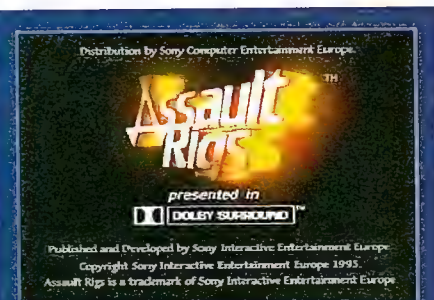 Distribution by Sony Computer Entertainment Europe.
Assault
Rigs
TM
presented in
DOLBY SURROUND TM
Published and Developed by Sony Interactive Entertainment Europe
Copyright Sony Interactive Entertainment Europe 1995.
Assault Rigs is a trademark of Sony Interactive Entertainment Europe